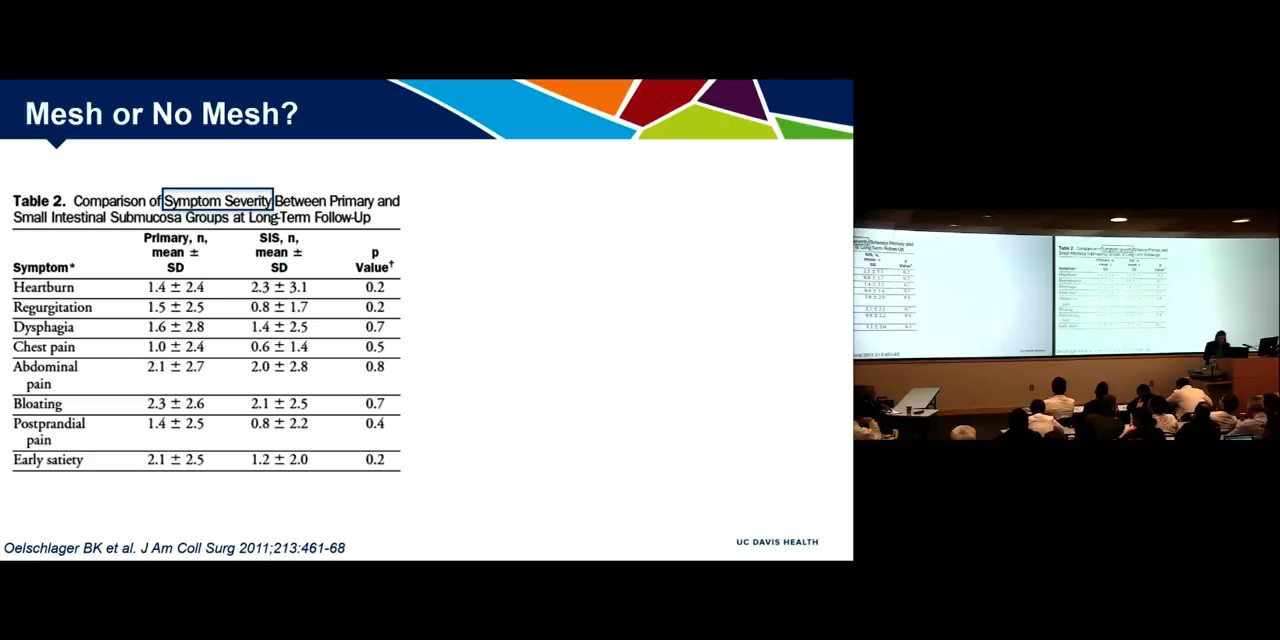 Mesh or No Mesh?
Table 2. Comparison of Symptom Severity Between Primary and
Small Intestinal Submucosa Groups at Long-Term Follow-Up
Symptom* Primary, n, mean ± SD SIS, n, mean ± SD p Value†
Heartburn 1.4 ± 2.4 2.3 ± 3.1 0.2
Regurgitation 1.5 ± 2.5 0.8 ± 1.7 0.2
Dysphagia 1.6 ± 2.8 1.4 ± 2.5 0.7
Chest pain 1.0 ± 2.4 0.6 ± 1.4 0.5
Abdominal pain 2.1 ± 2.7 2.0 ± 2.8 0.8
Bloating 2.3 ± 2.6 2.1 ± 2.5 0.7
Postprandial pain 1.4 ± 2.5 0.8 ± 2.2 0.4
Early satiety 2.1 ± 2.5 1.2 ± 2.0 0.2
Oelschlager BK et al. J Am Coll Surg 2011;213:461-68
UC DAVIS HEALTH